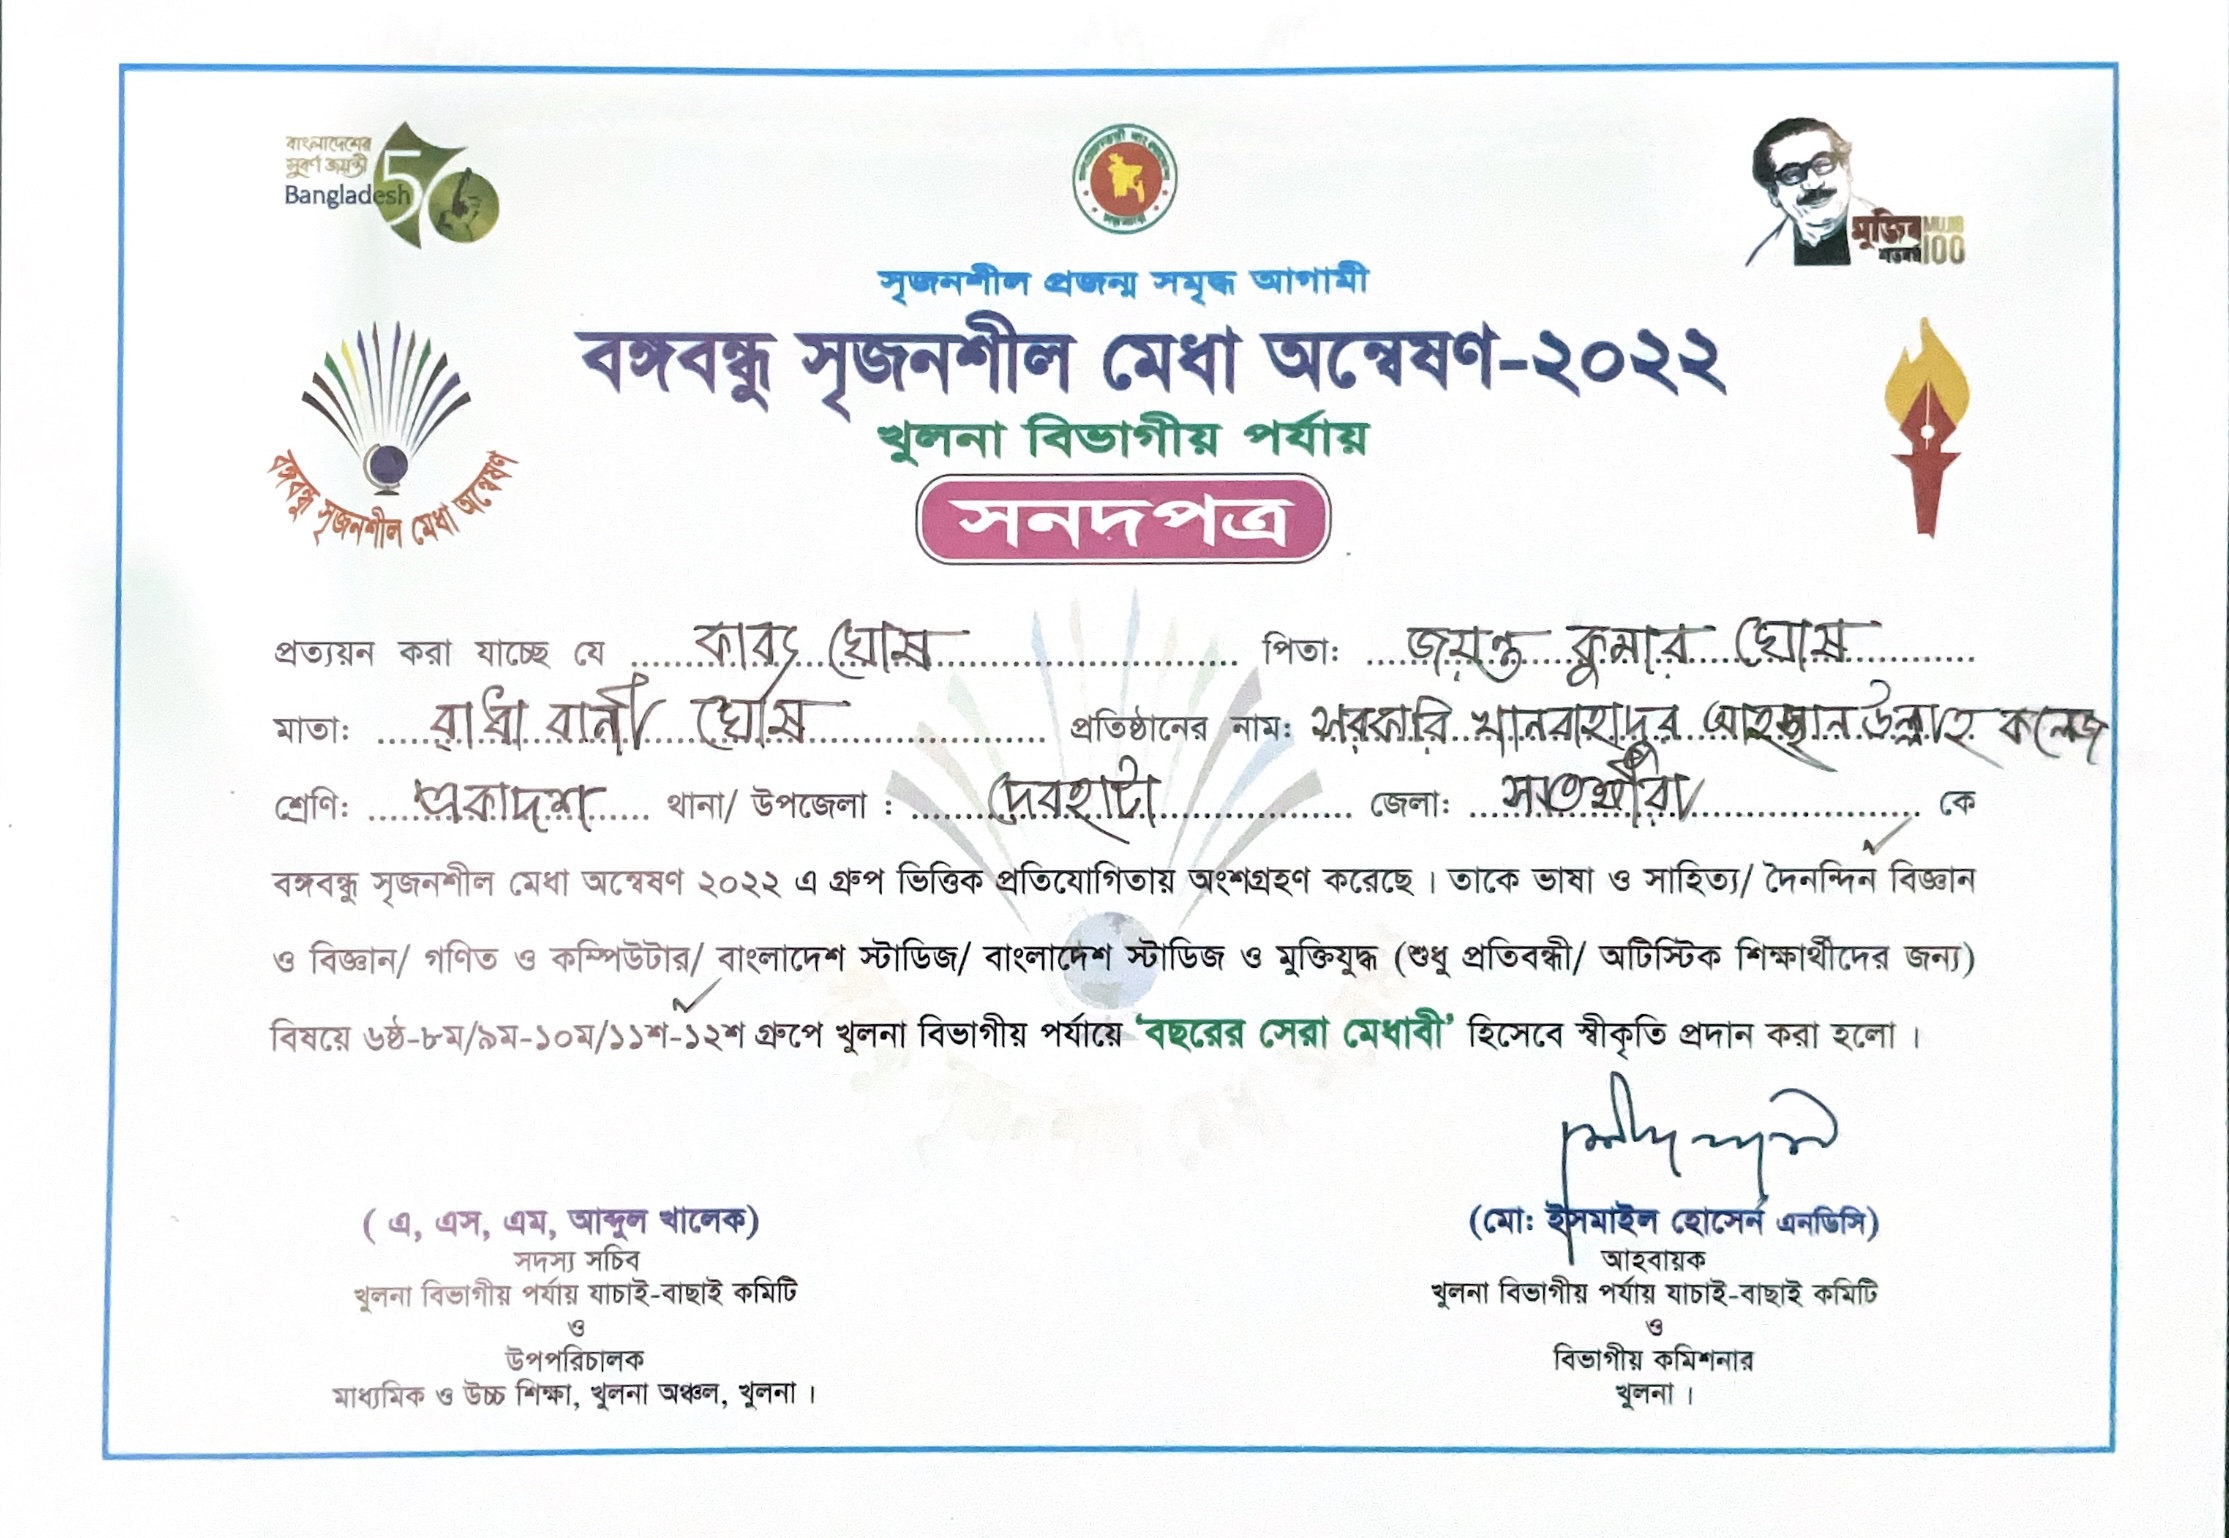 বাংলাদেশের
সুবর্ণ জয়ন্তী
Bangladesh 50
মুজিব MUJIB
শতবর্ষ 100
সৃজনশীল প্রজন্ম সমৃদ্ধ আগামী
বঙ্গবন্ধু সৃজনশীল মেধা অন্বেষণ-২০২২
খুলনা বিভাগীয় পর্যায়
বঙ্গবন্ধু সৃজনশীল মেধা অন্বেষণ
সনদপত্র
প্রত্যয়ন করা যাচ্ছে যে কাব্য ঘোষ পিতা: জয়ন্ত কুমার ঘোষ
মাতা: রাধা রানী ঘোষ প্রতিষ্ঠানের নাম: সরকারি খানবাহাদুর আহছানউল্লাহ কলেজ
শ্রেণি: একাদশ থানা/ উপজেলা : দেবহাটা জেলা: সাতক্ষীরা কে
বঙ্গবন্ধু সৃজনশীল মেধা অন্বেষণ ২০২২ এ গ্রুপ ভিত্তিক প্রতিযোগিতায় অংশগ্রহণ করেছে। তাকে ভাষা ও সাহিত্য/ দৈনন্দিন বিজ্ঞান
ও বিজ্ঞান/ গণিত ও কম্পিউটার/ বাংলাদেশ স্টাডিজ/ বাংলাদেশ স্টাডিজ ও মুক্তিযুদ্ধ (শুধু প্রতিবন্ধী/ অটিস্টিক শিক্ষার্থীদের জন্য)
বিষয়ে ৬ষ্ঠ-৮ম/৯ম-১০ম/১১শ-১২শ গ্রুপে খুলনা বিভাগীয় পর্যায়ে 'বছরের সেরা মেধাবী' হিসেবে স্বীকৃতি প্রদান করা হলো।
( এ, এস, এম, আব্দুল খালেক)
সদস্য সচিব
খুলনা বিভাগীয় পর্যায় যাচাই-বাছাই কমিটি
ও
উপপরিচালক
মাধ্যমিক ও উচ্চ শিক্ষা, খুলনা অঞ্চল, খুলনা।
(মো: ইসমাইল হোসেন এনডিসি)
আহবায়ক
খুলনা বিভাগীয় পর্যায় যাচাই-বাছাই কমিটি
ও
বিভাগীয় কমিশনার
খুলনা।